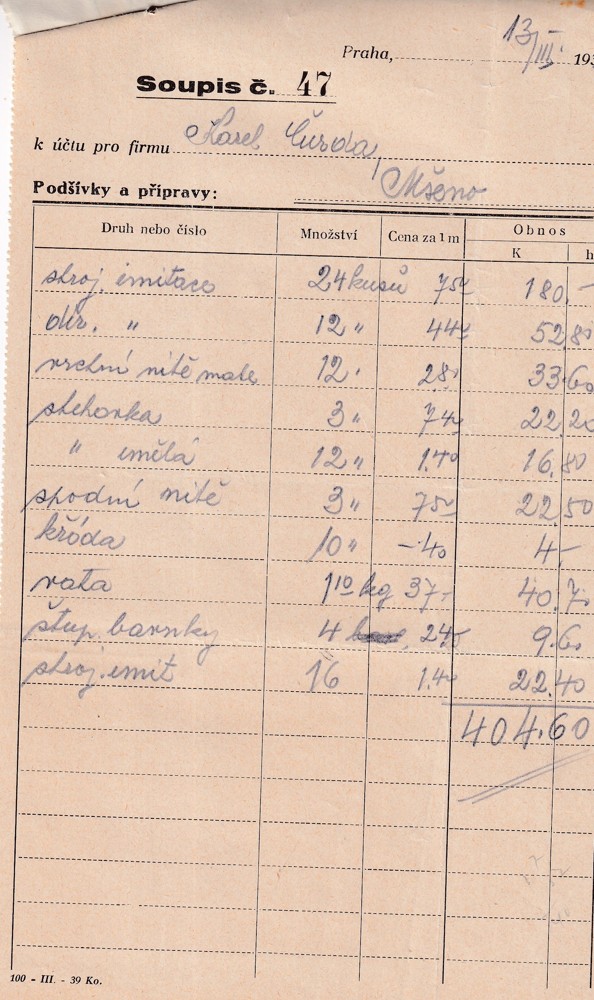 13/III. –
Praha, 193
Soupis č. 47
k účtu pro firmu Karel Čurda,
Mšeno
Podšívky a přípravy:
Druh nebo číslo Množství Cena za 1 m Obnos
K h
stroj. imitace 24 kusů 7 50 180.–
dír. " 12 " 4 40 52.80
vrchní nitě mate 12 " 2 80 33.60
stehovka 3 " 7 40 22.20
" umělá 12 " 1.40 16.80
spodní nitě 3 " 7 50 22.50
křída 10 " –40 4.–
vata 1 10 kg 37.– 40.70
štup. bavlnky 4 2.40 9.60
stroj. imit 16 1.40 22.40
404.60
100 - III. - 39 Ko.